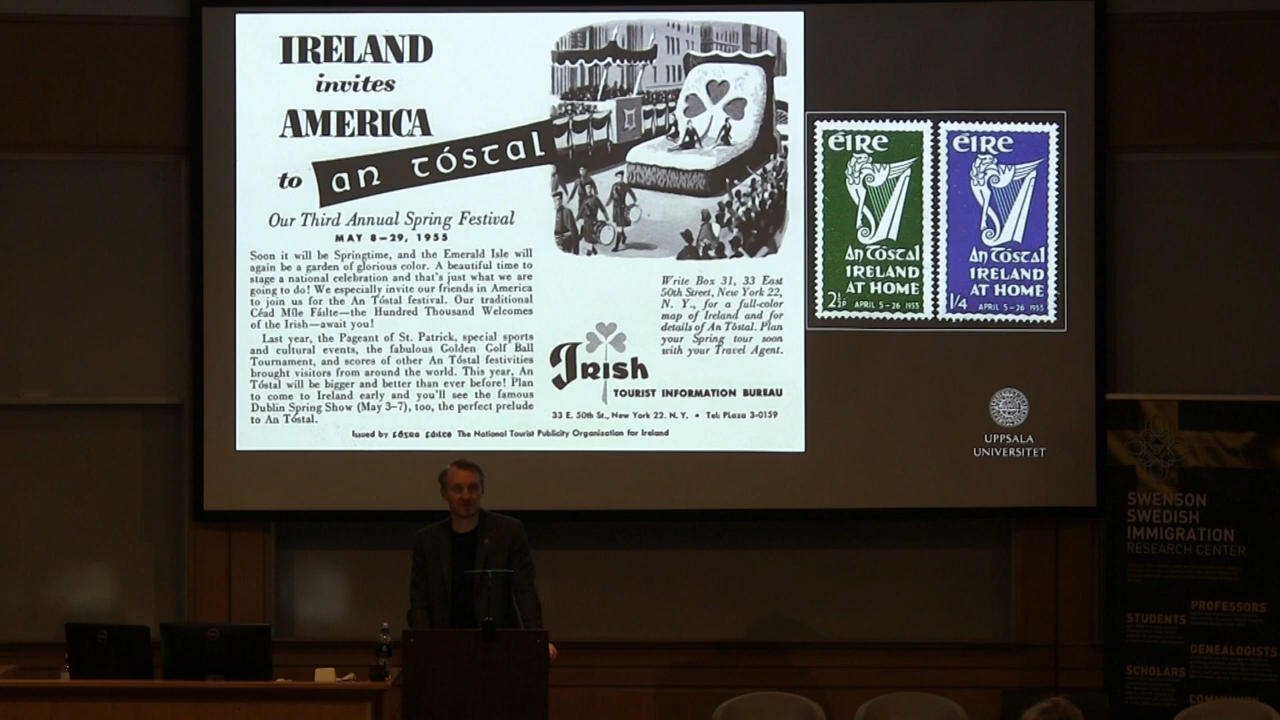 IRELAND
invites
AMERICA
to an tóstal
Our Third Annual Spring Festival
MAY 8–29, 1955
Soon it will be Springtime, and the Emerald Isle will
again be a garden of glorious color. A beautiful time to
stage a national celebration and that's just what we are
going to do! We especially invite our friends in America
to join us for the An Tóstal festival. Our traditional
Céad Míle Fáilte—the Hundred Thousand Welcomes
of the Irish—await you!
Last year, the Pageant of St. Patrick, special sports
and cultural events, the fabulous Golden Golf Ball
Tournament, and scores of other An Tóstal festivities
brought visitors from around the world. This year, An
Tóstal will be bigger and better than ever before! Plan
to come to Ireland early and you'll see the famous
Dublin Spring Show (May 3–7), too, the perfect prelude
to An Tóstal.
Write Box 31, 33 East
50th Street, New York 22,
N. Y., for a full-color
map of Ireland and for
details of An Tóstal. Plan
your Spring tour soon
with your Travel Agent.
Irish
TOURIST INFORMATION BUREAU
33 E. 50th St., New York 22. N. Y. • Tel: Plaza 3-0159
Issued by Fógra Fáilte The National Tourist Publicity Organization for Ireland
éire
An Tóstal
IRELAND
AT HOME
2½P APRIL 5-26 1953
éire
An Tóstal
IRELAND
AT HOME
1/4 APRIL 5-26 1953
UPPSALA
UNIVERSITET
SWENSON
SWEDISH
IMMIGRATION
RESEARCH CENTER
PROFESSORS
STUDENTS
GENEALOGISTS
SCHOLARS